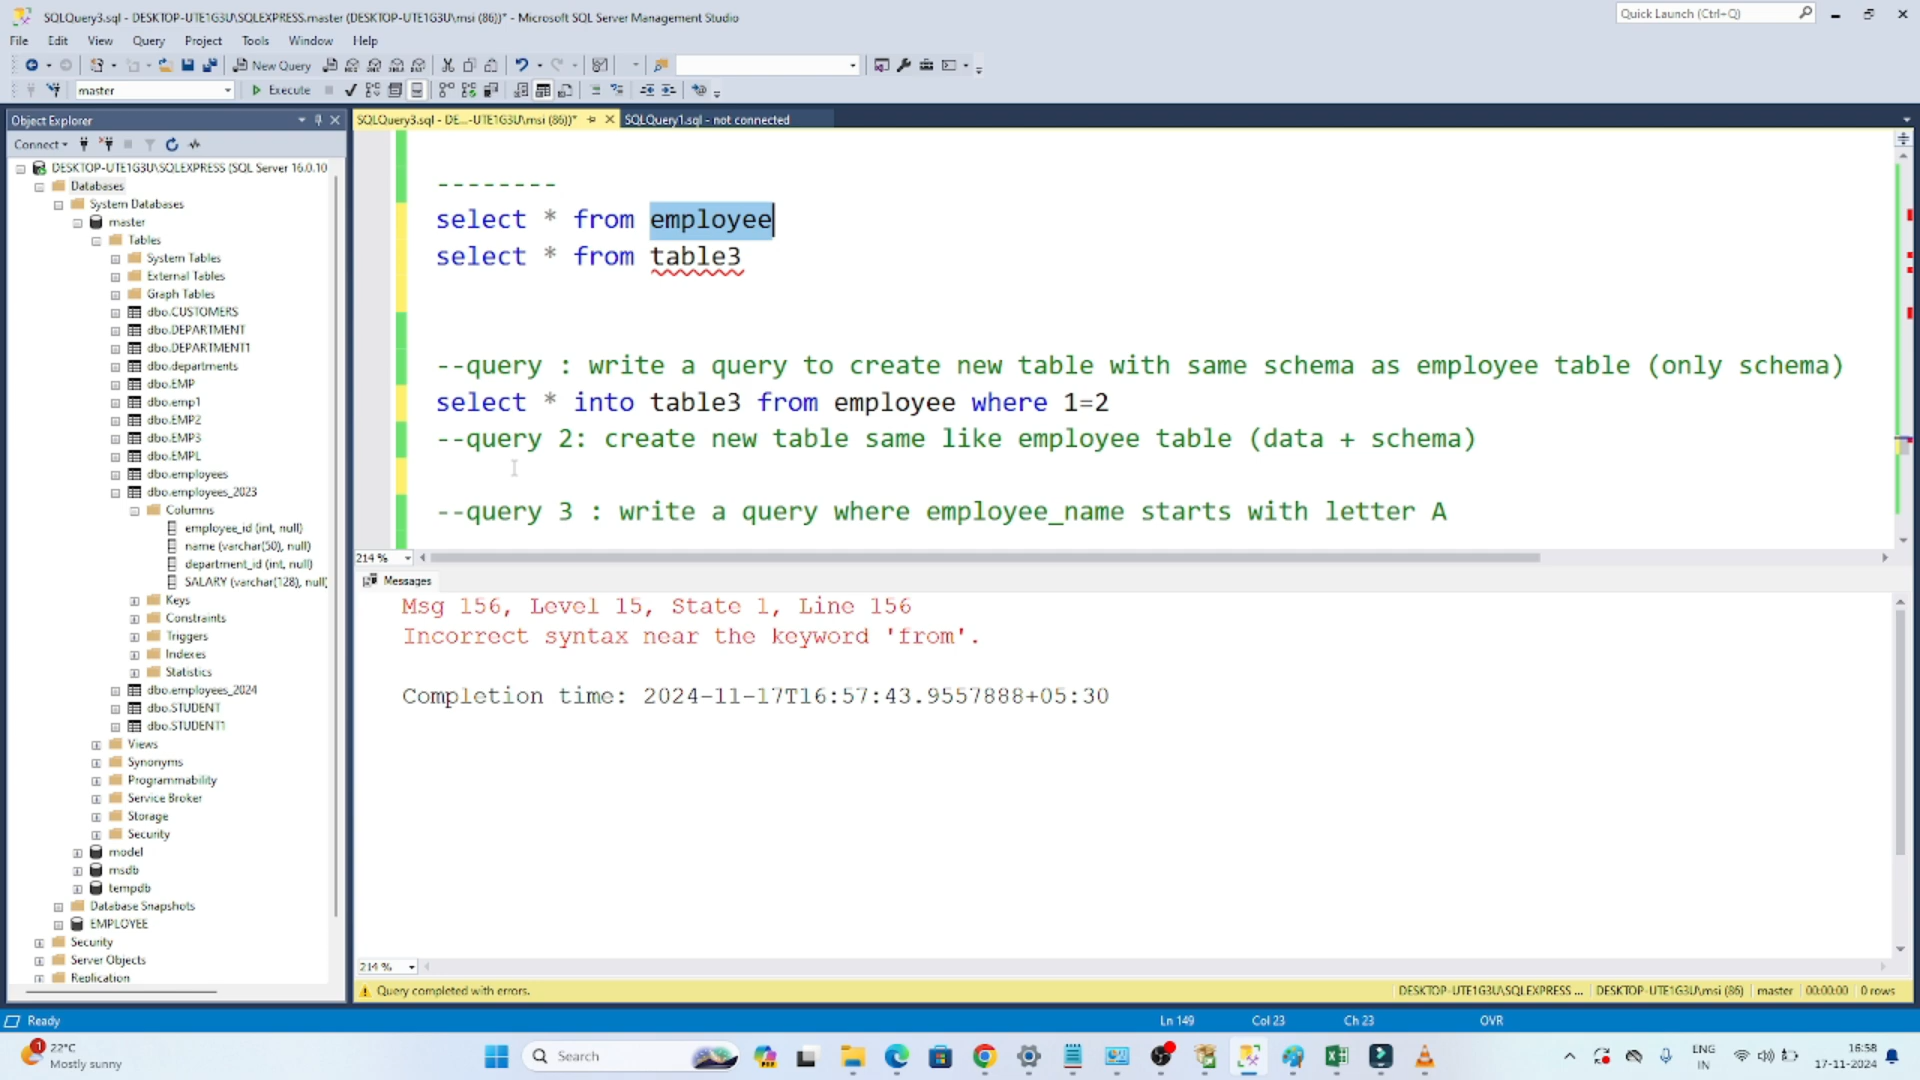 SQLQuery3.sql - DESKTOP-UTE1G3U\SQLEXPRESS.master (DESKTOP-UTE1G3U\msi (86))* - Microsoft SQL Server Management Studio
Quick Launch (Ctrl+Q)
File Edit View Query Project Tools Window Help
New Query
master
Execute
Object Explorer
SQLQuery3.sql - DE...-UTE1G3U\msi (86))*
SQLQuery1.sql - not connected
Connect
DESKTOP-UTE1G3U\SQLEXPRESS (SQL Server 16.0.10
Databases
System Databases
master
Tables
System Tables
External Tables
Graph Tables
dbo.CUSTOMERS
dbo.DEPARTMENT
dbo.DEPARTMENT1
dbo.departments
dbo.EMP
dbo.emp1
dbo.EMP2
dbo.EMP3
dbo.EMPL
dbo.employees
dbo.employees_2023
Columns
employee_id (int, null)
name (varchar(50), null)
department_id (int, null)
SALARY (varchar(128), null)
Keys
Constraints
Triggers
Indexes
Statistics
dbo.employees_2024
dbo.STUDENT
dbo.STUDENT1
Views
Synonyms
Programmability
Service Broker
Storage
Security
model
msdb
tempdb
Database Snapshots
EMPLOYEE
Security
Server Objects
Replication
--------
select * from employee
select * from table3
--query : write a query to create new table with same schema as employee table (only schema)
select * into table3 from employee where 1=2
--query 2: create new table same like employee table (data + schema)
--query 3 : write a query where employee_name starts with letter A
214 %
Messages
Msg 156, Level 15, State 1, Line 156
Incorrect syntax near the keyword 'from'.
Completion time: 2024-11-17T16:57:43.9557888+05:30
214 %
Query completed with errors.
DESKTOP-UTE1G3U\SQLEXPRESS ...
DESKTOP-UTE1G3U\msi (86)
master
00:00:00
0 rows
Ready
Ln 149
Col 23
Ch 23
OVR
1
22°C
Mostly sunny
Search
ENG
IN
16:58
17-11-2024